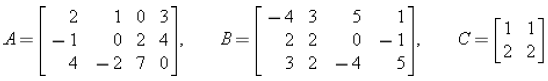 A = [ 2 1 0 3 ; −1 0 2 4 ; 4 −2 7 0 ], B = [ −4 3 5 1 ; 2 2 0 −1 ; 3 2 −4 5 ], C = [ 1 1 ; 2 2 ]